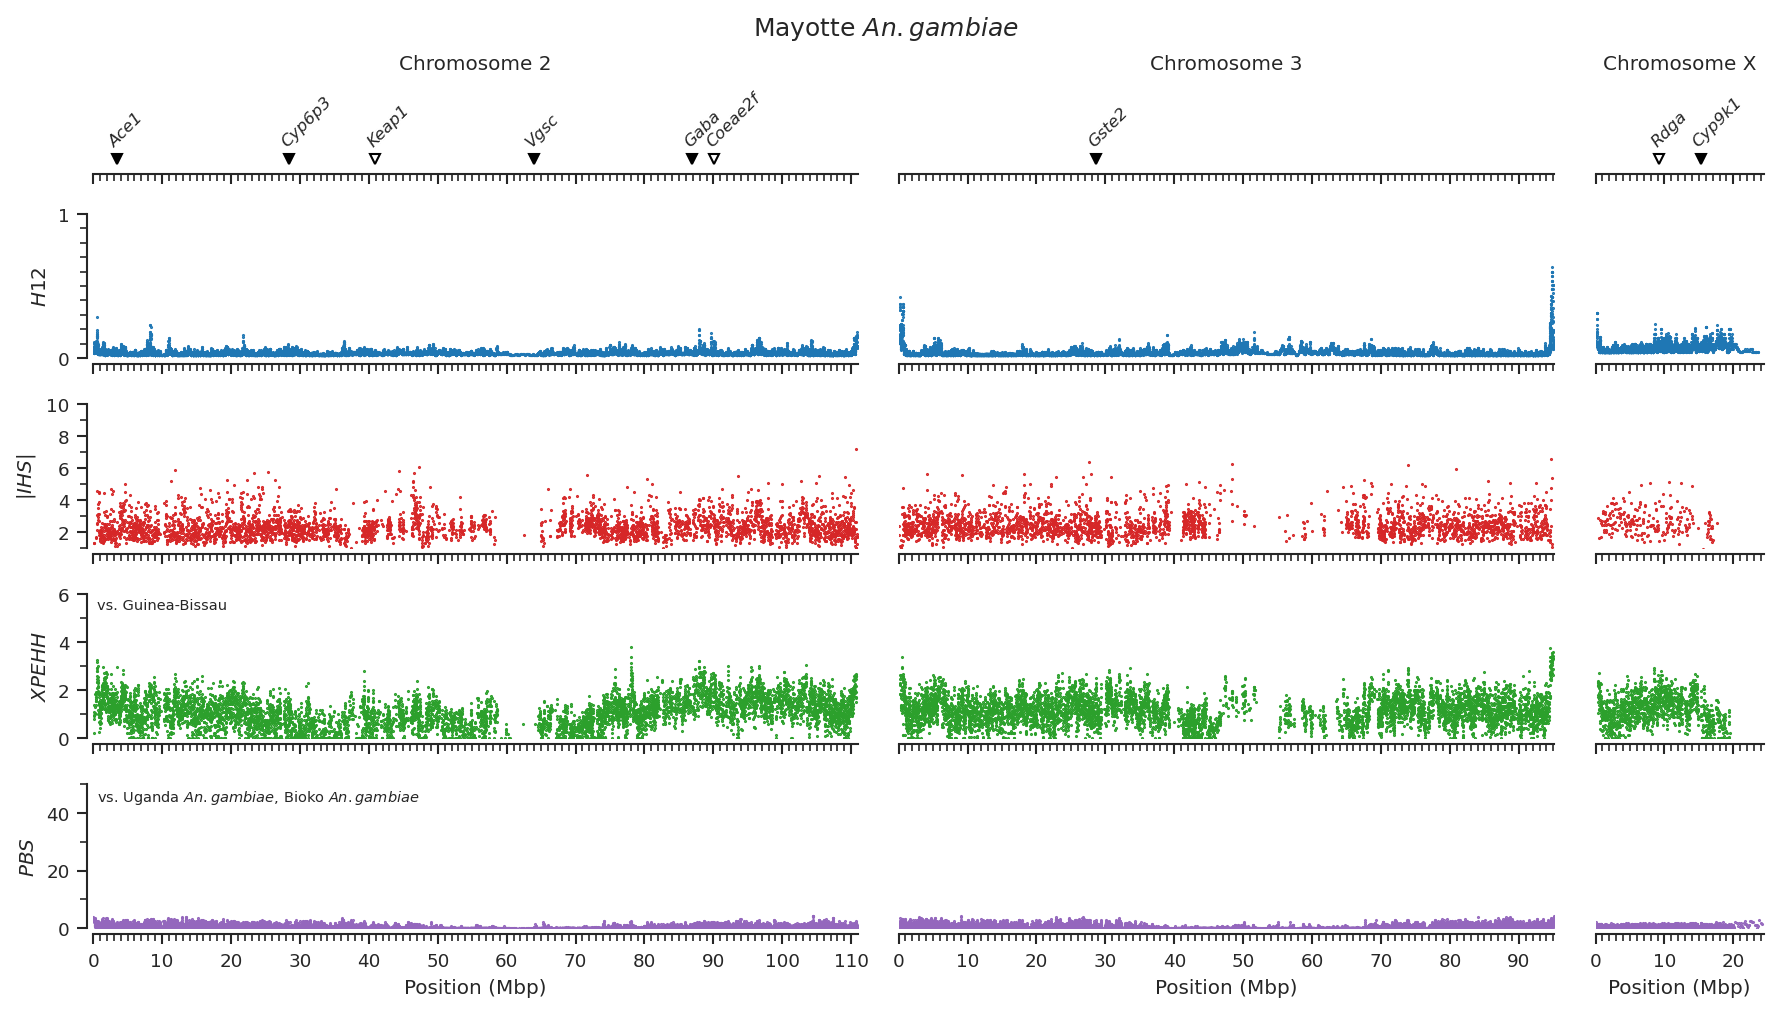 Mayotte An. gambiae
Chromosome 2
Chromosome 3
Chromosome X
Ace1
Cyp6p3
Keap1
Vgsc
Gaba
Coeae2f
Gste2
Rdga
Cyp9k1
H12
1
0
|IHS|
10
8
6
4
2
XPEHH
6
4
2
0
vs. Guinea-Bissau
PBS
40
20
0
vs. Uganda An. gambiae, Bioko An. gambiae
0 10 20 30 40 50 60 70 80 90 100 110
0 10 20 30 40 50 60 70 80 90
0 10 20
Position (Mbp)
Position (Mbp)
Position (Mbp)